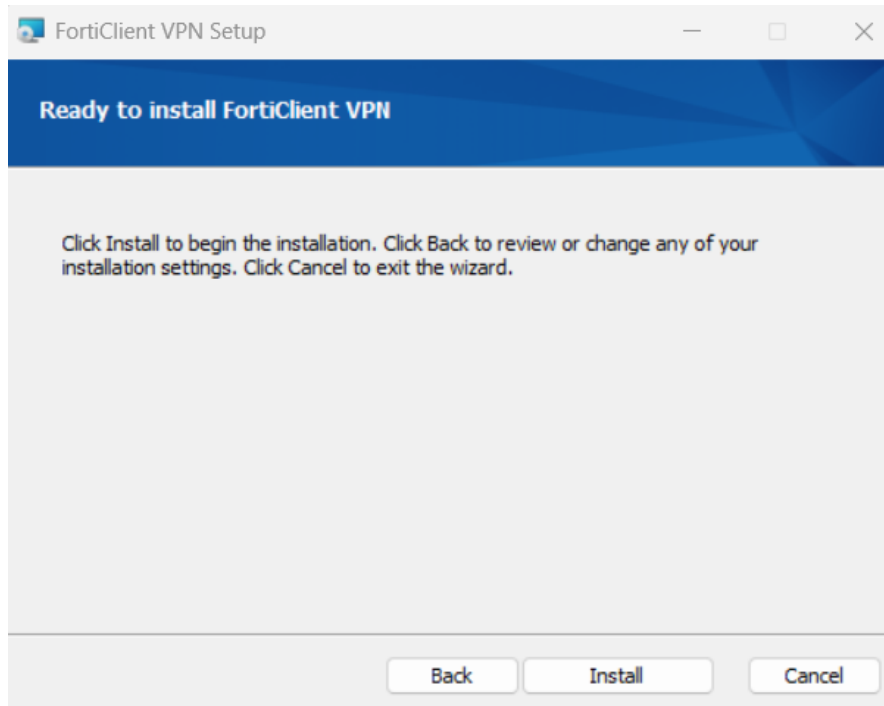 FortiClient VPN Setup
Ready to install FortiClient VPN
Click Install to begin the installation. Click Back to review or change any of your
installation settings. Click Cancel to exit the wizard.
Back
Install
Cancel